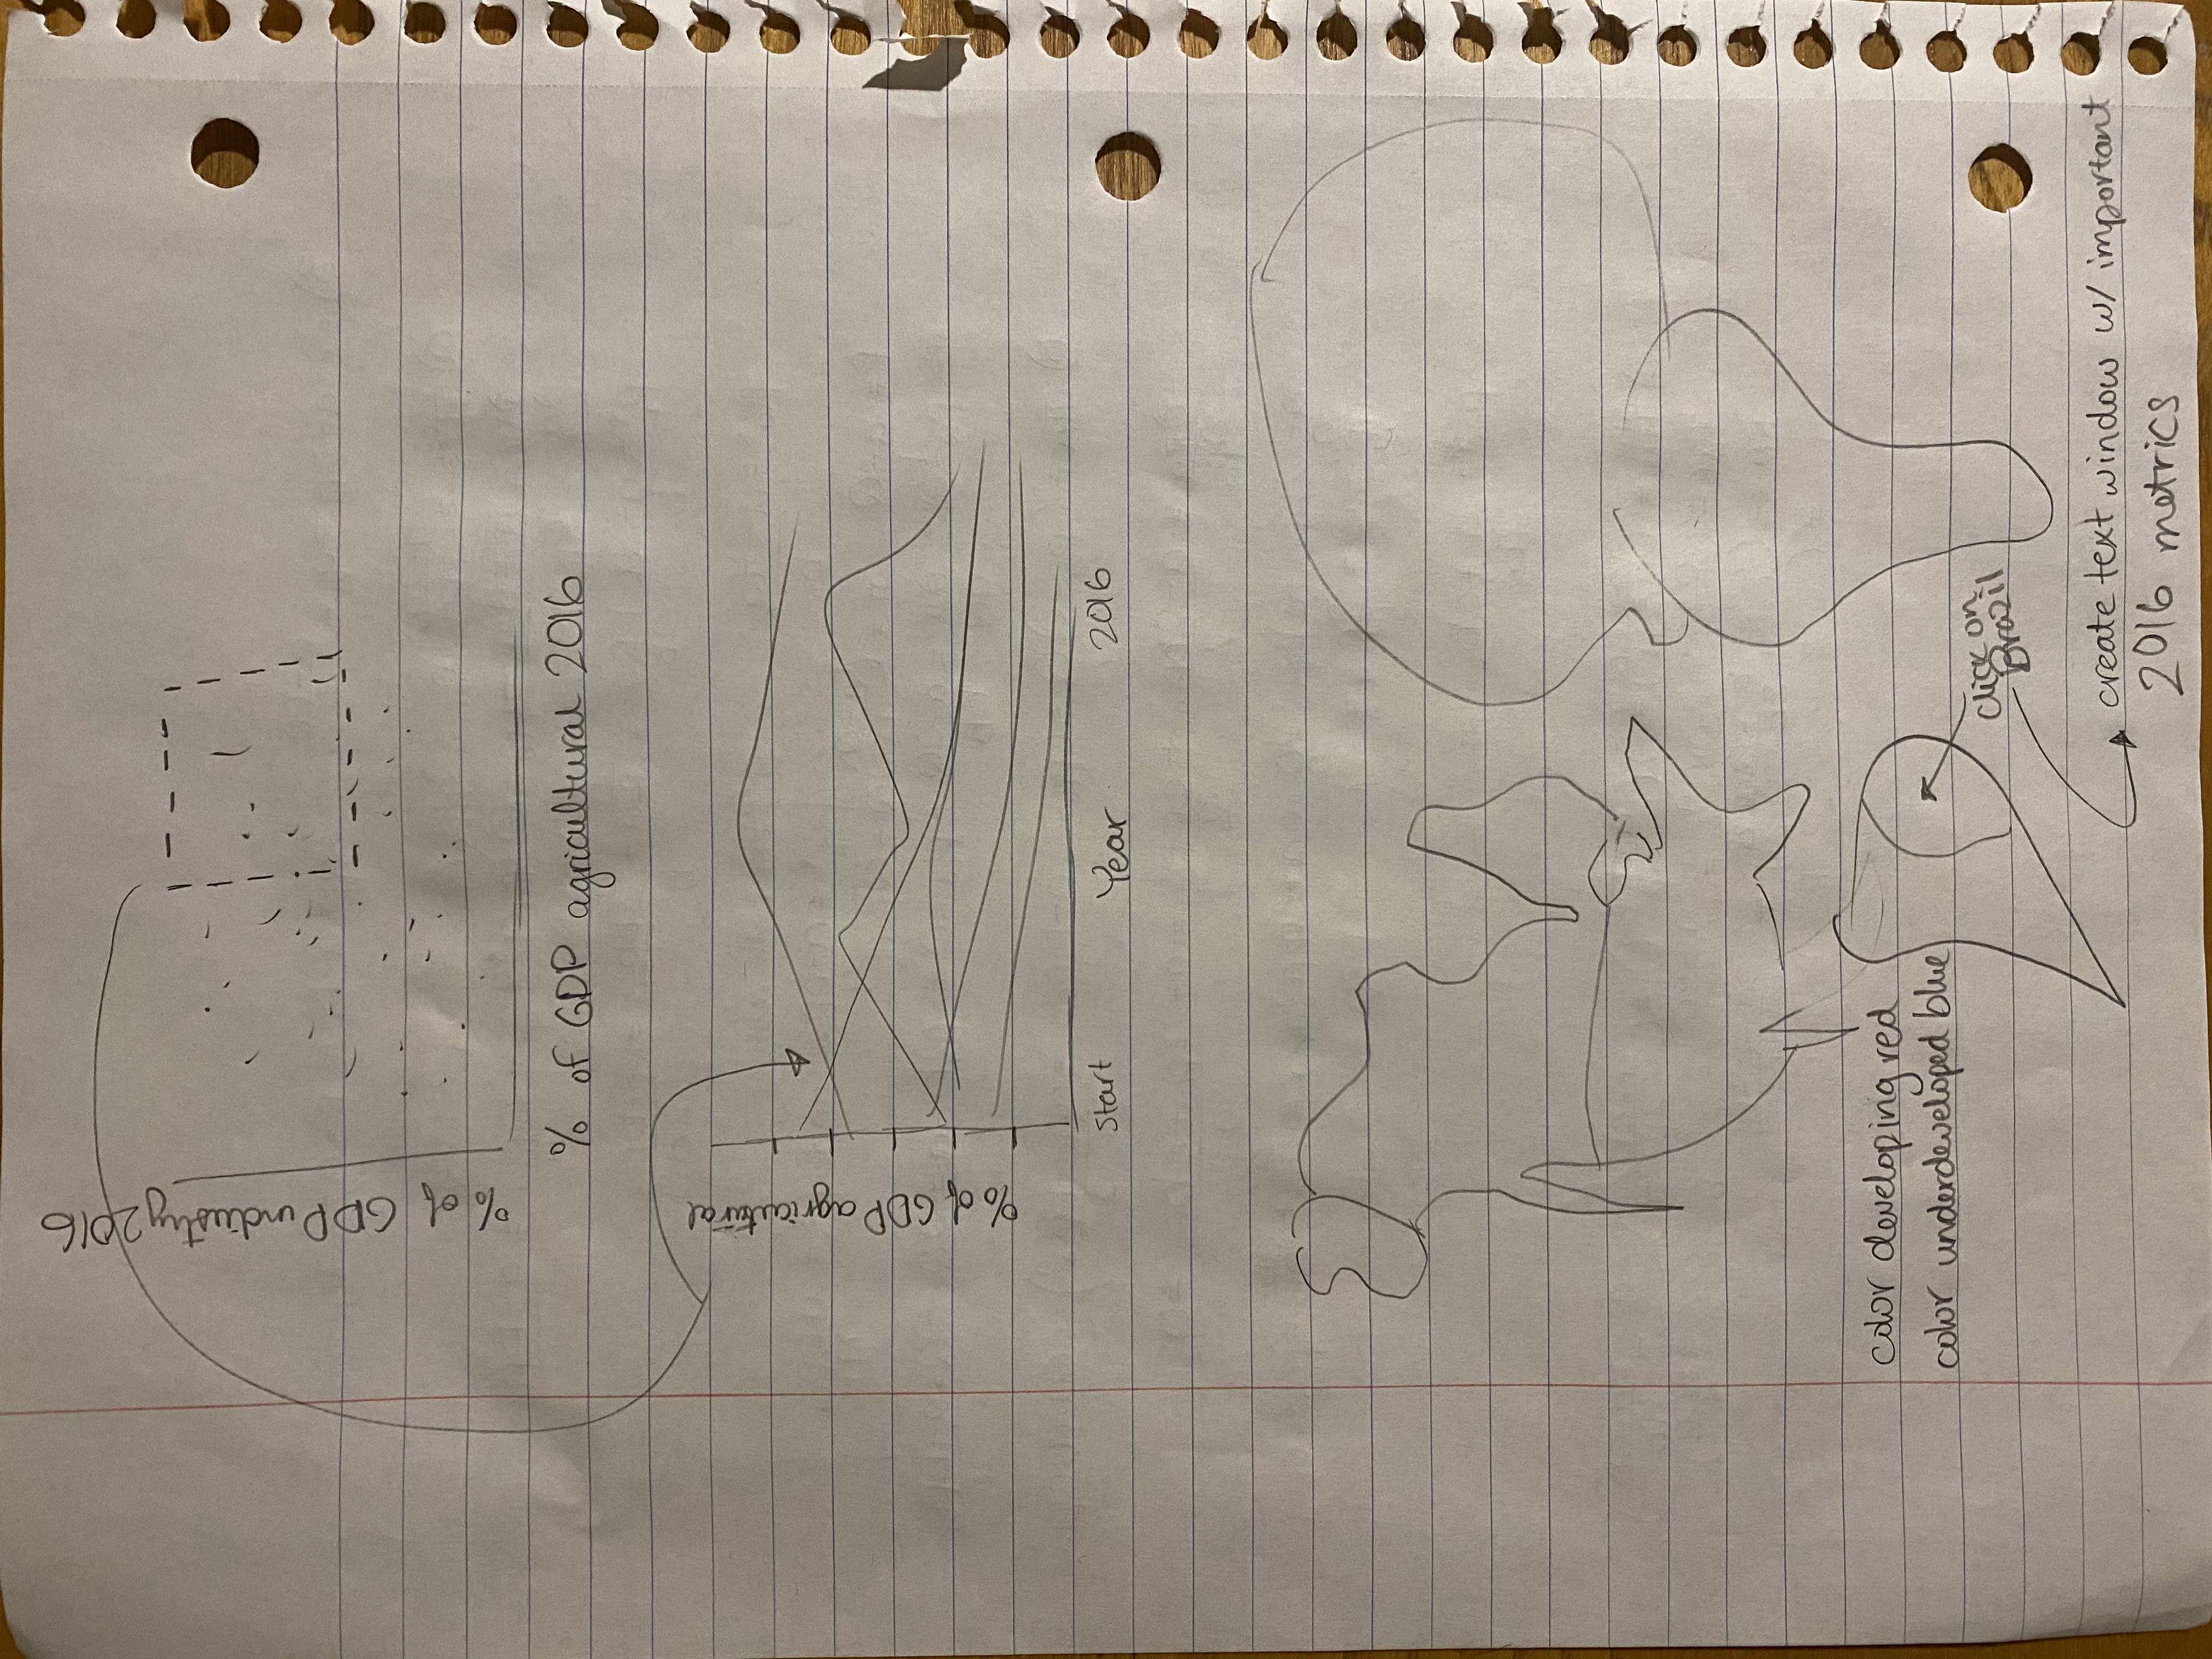 % of GDP industry 2016
% of GDP agricultural 2016
% of GDP agricultural
Start Year 2016
color developing red
color underdeveloped blue
click on
Brazil
create text window w/ important
2016 metrics